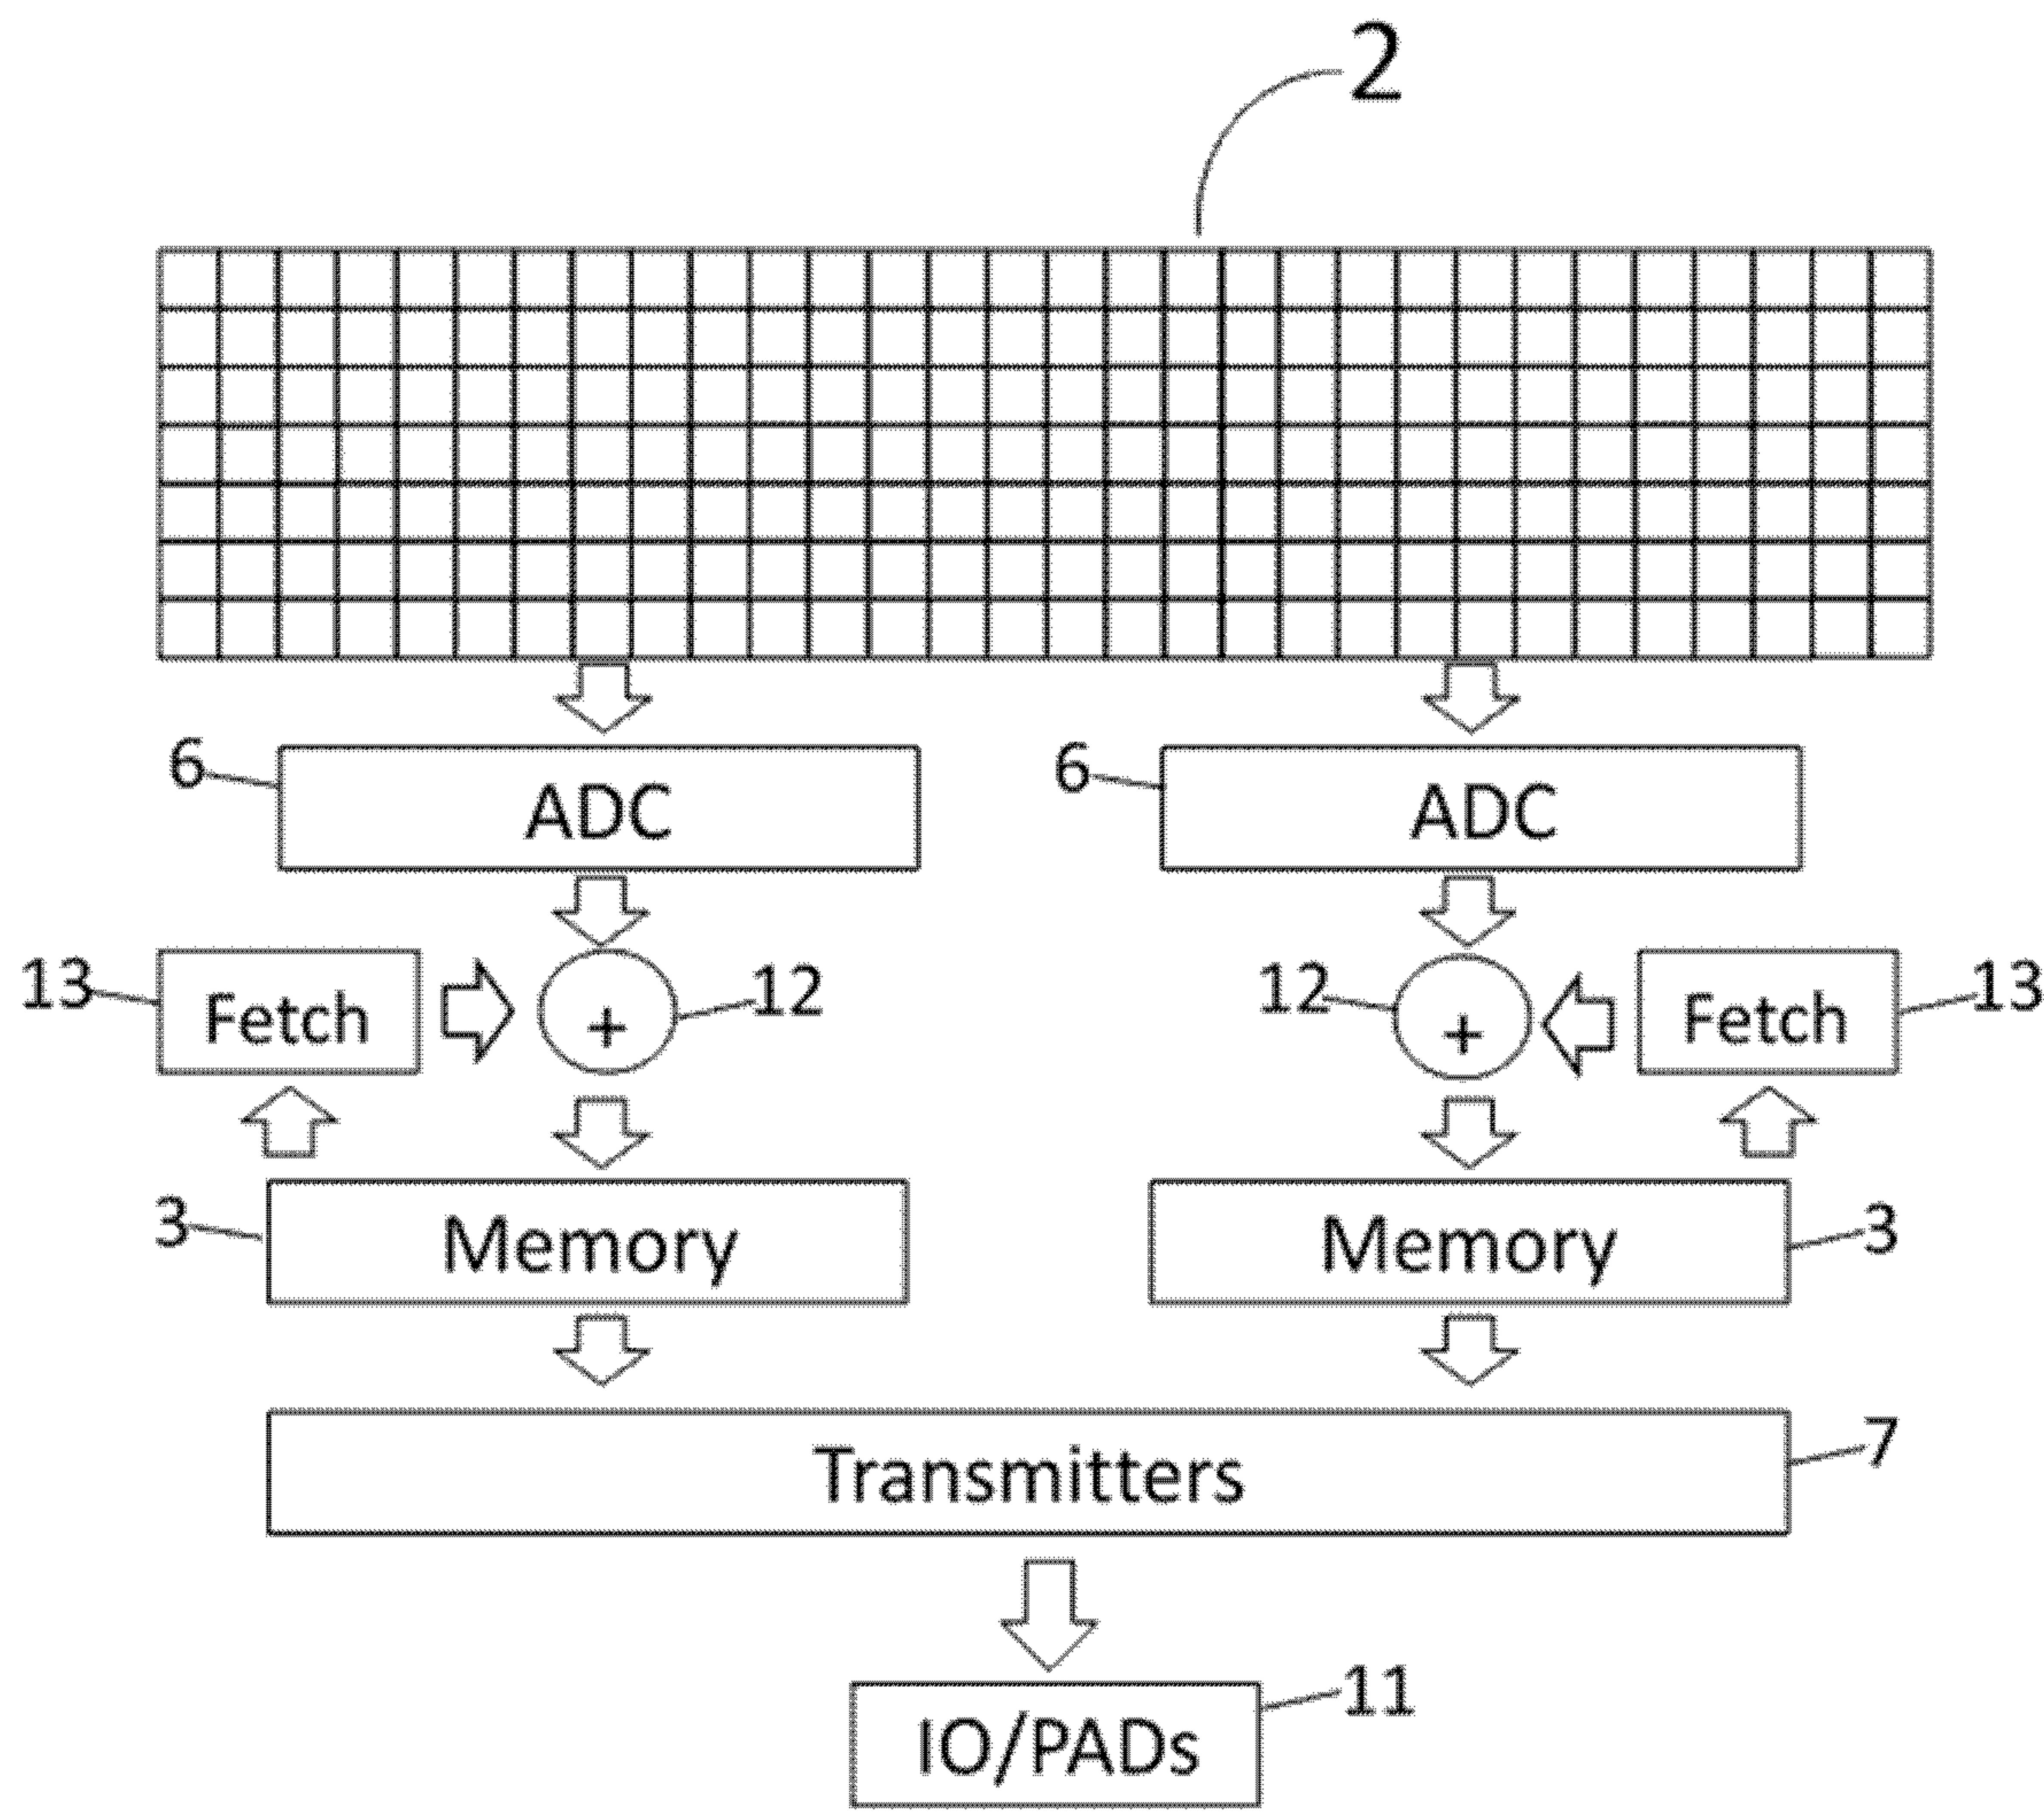 2
6 ADC 6 ADC
13 Fetch + 12 12 + Fetch 13
3 Memory Memory 3
Transmitters 7
IO/PADs 11